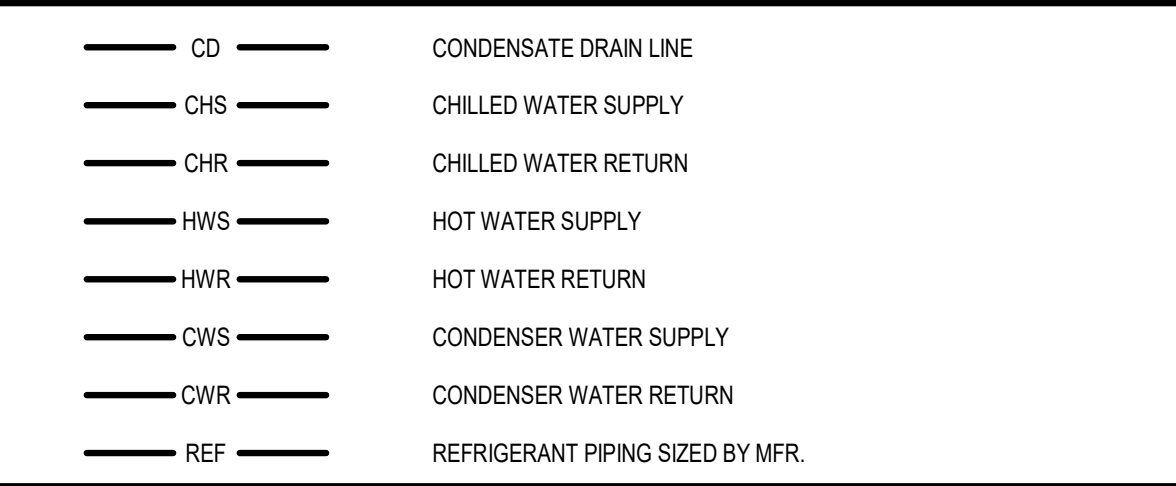 CD CONDENSATE DRAIN LINE
CHS CHILLED WATER SUPPLY
CHR CHILLED WATER RETURN
HWS HOT WATER SUPPLY
HWR HOT WATER RETURN
CWS CONDENSER WATER SUPPLY
CWR CONDENSER WATER RETURN
REF REFRIGERANT PIPING SIZED BY MFR.